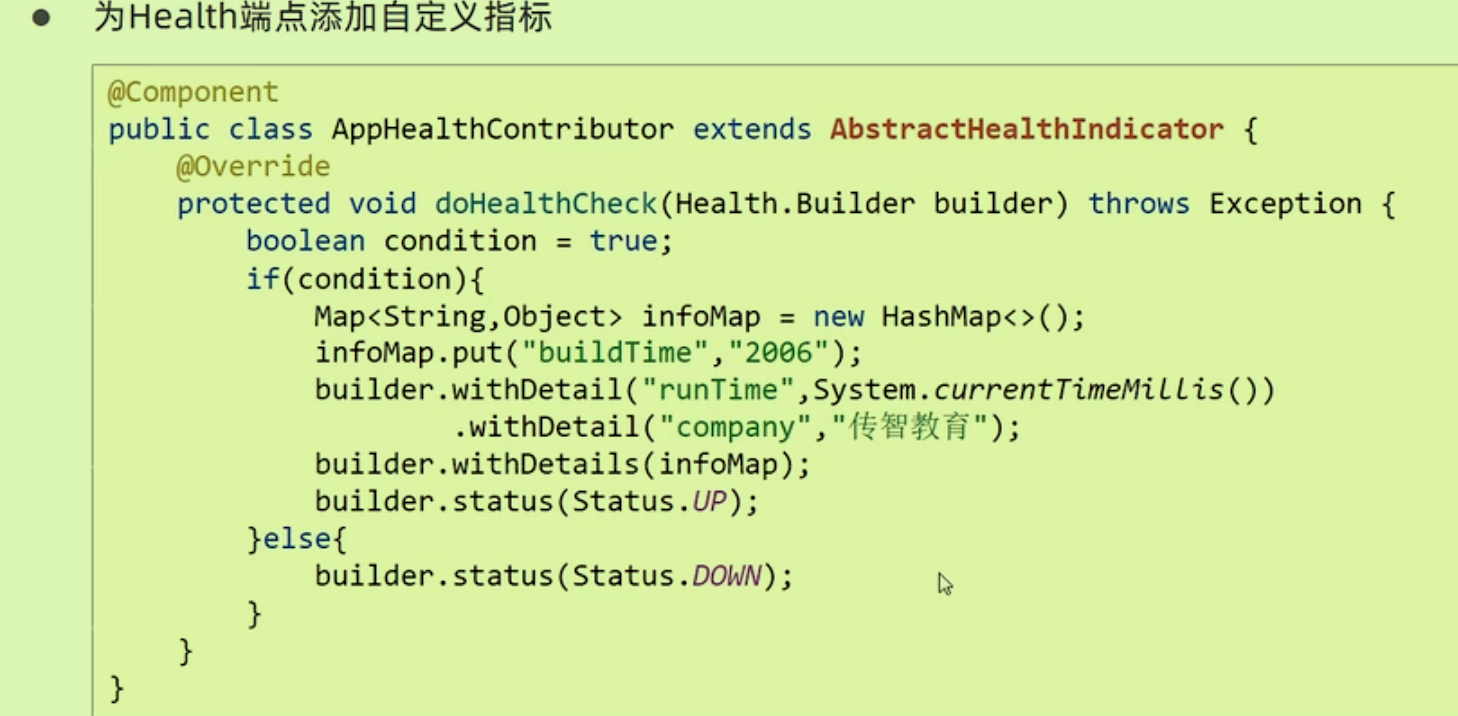 ● 为Health端点添加自定义指标
@Component
public class AppHealthContributor extends AbstractHealthIndicator {
    @Override
    protected void doHealthCheck(Health.Builder builder) throws Exception {
        boolean condition = true;
        if(condition){
            Map<String,Object> infoMap = new HashMap<>();
            infoMap.put("buildTime","2006");
            builder.withDetail("runTime",System.currentTimeMillis())
                    .withDetail("company","传智教育");
            builder.withDetails(infoMap);
            builder.status(Status.UP);
        }else{
            builder.status(Status.DOWN);
        }
    }
}